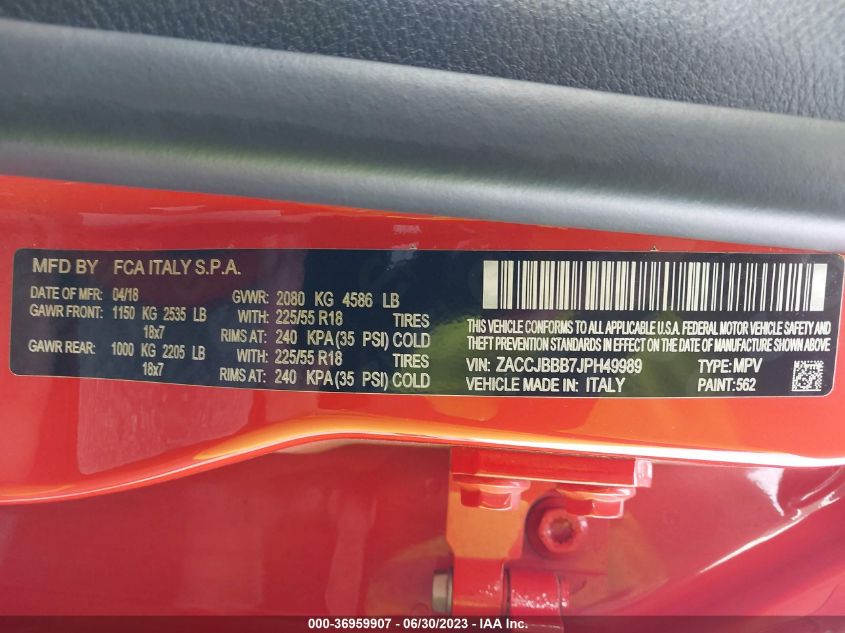 MFD BY FCA ITALY S.P.A.
DATE OF MFR: 04/18 GVWR: 2080 KG 4586 LB
GAWR FRONT: 1150 KG 2535 LB WITH: 225/55 R18 TIRES
18x7 RIMS AT: 240 KPA(35 PSI) COLD
GAWR REAR: 1000 KG 2205 LB WITH: 225/55 R18 TIRES
18x7 RIMS AT: 240 KPA(35 PSI) COLD
THIS VEHICLE CONFORMS TO ALL APPLICABLE U.S.A. FEDERAL MOTOR VEHICLE SAFETY AND
THEFT PREVENTION STANDARDS IN EFFECT ON THE DATE OF MANUFACTURE SHOWN ABOVE
VIN: ZACCJBBB7JPH49989 TYPE: MPV
VEHICLE MADE IN: ITALY PAINT: 562
000-36959907 - 06/30/2023 - IAA Inc.